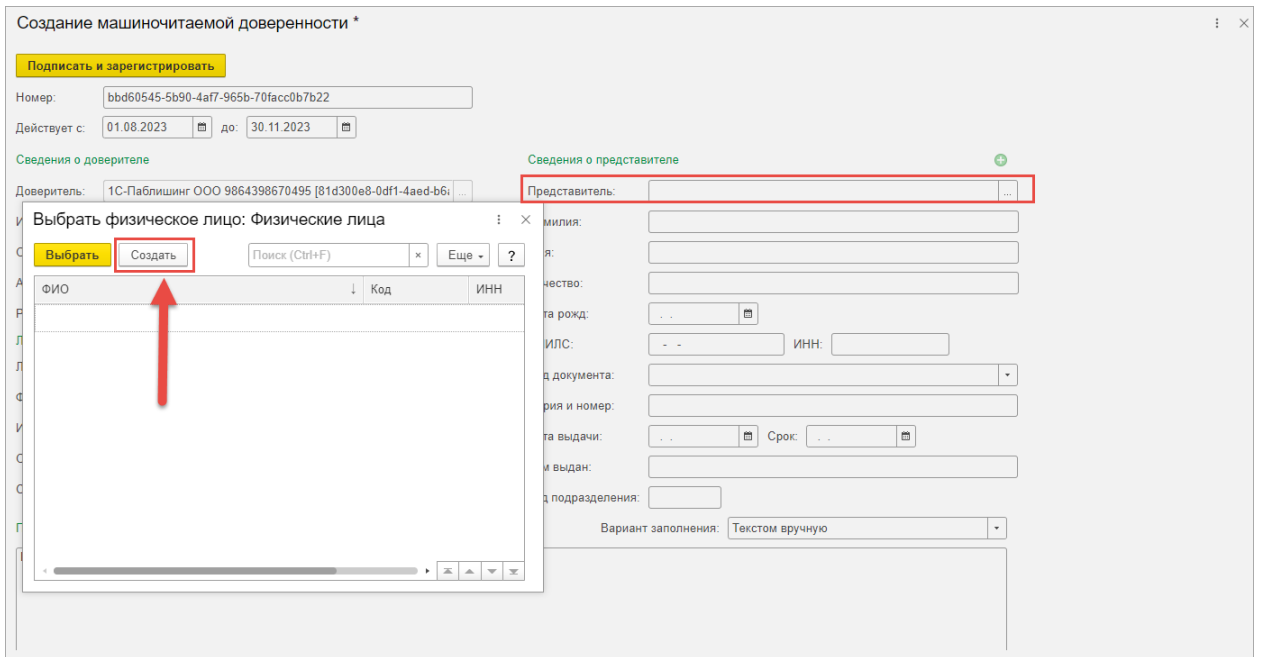 Создание машиночитаемой доверенности *
Подписать и зарегистрировать
Номер: bbd60545-5b90-4af7-965b-70facc0b7b22
Действует с: 01.08.2023 до: 30.11.2023
Сведения о доверителе
Сведения о представителе
Доверитель: 1С-Паблишинг ООО 9864398670495 [81d300e8-0df1-4aed-b6 ...
Представитель: ...
Выбрать физическое лицо: Физические лица
Выбрать Создать Поиск (Ctrl+F) × Еще ?
ФИО ↓ Код ИНН
милия:
я:
чество:
та рожд: . .
ИЛС: - - ИНН:
д документа:
рия и номер:
та выдачи: . . Срок: . .
м выдан:
д подразделения:
Вариант заполнения: Текстом вручную